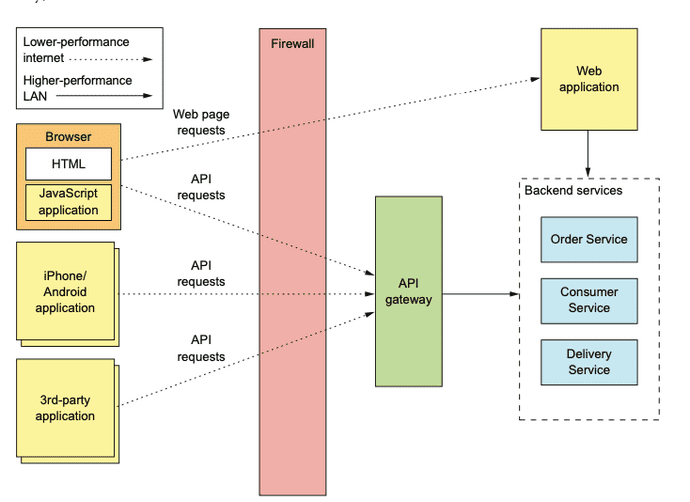 Lower-performance
internet
Higher-performance
LAN
Firewall
Web
application
Web page
requests
Browser
HTML
JavaScript
application
API
requests
Backend services
Order Service
iPhone/
Android
application
API
requests
API
gateway
Consumer
Service
API
requests
Delivery
Service
3rd-party
application